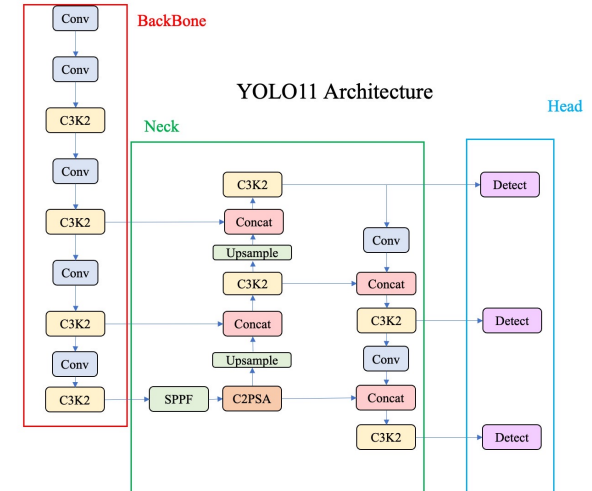 Conv
BackBone
Conv
YOLO11 Architecture
Head
C3K2
Neck
Conv
C3K2
Detect
C3K2
Concat
Conv
Upsample
Conv
C3K2
Concat
C3K2
Concat
C3K2
Detect
Conv
Upsample
Conv
C3K2
SPPF
C2PSA
Concat
C3K2
Detect